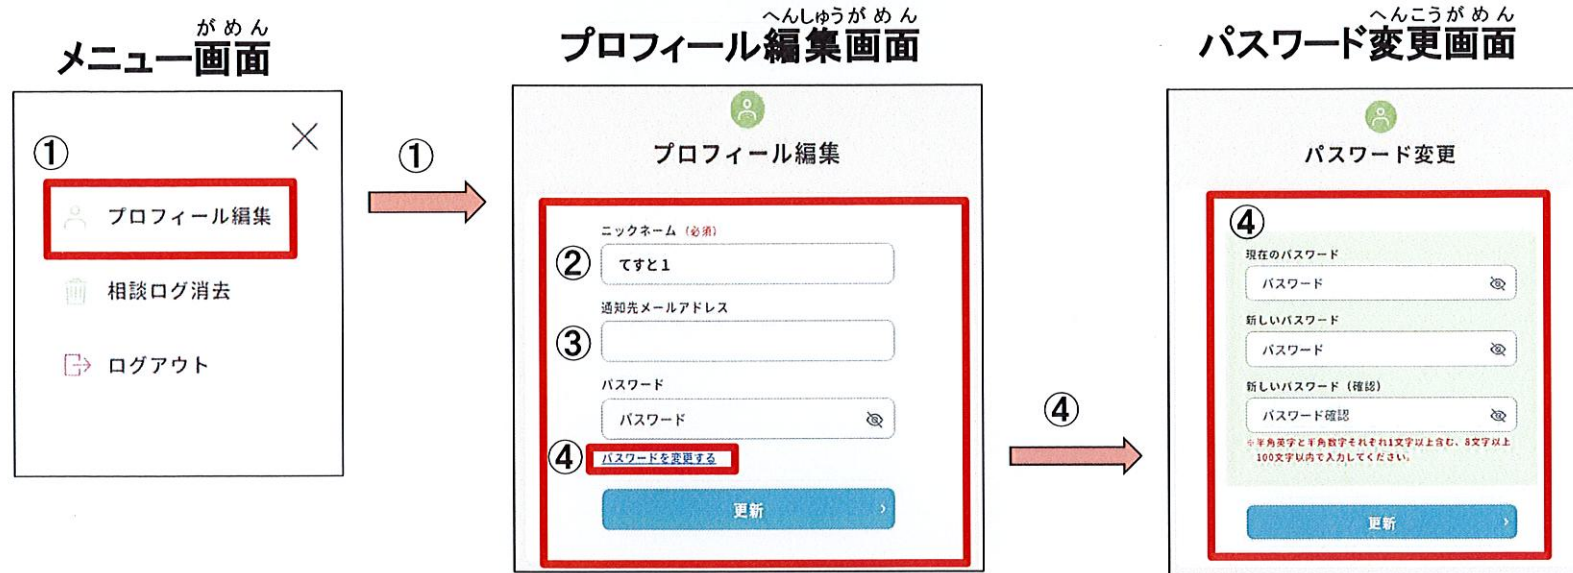 がめん
メニュー画面
①
プロフィール編集
相談ログ消去
ログアウト
①
へんしゅうがめん
プロフィール編集画面
プロフィール編集
ニックネーム（必須）
②
てすと１
通知先メールアドレス
③
パスワード
パスワード
④
パスワードを変更する
更新
④
へんこうがめん
パスワード変更画面
パスワード変更
④
現在のパスワード
パスワード
新しいパスワード
パスワード
新しいパスワード（確認）
パスワード確認
※半角英字と半角数字それぞれ1文字以上含む、8文字以上
100文字以内で入力してください。
更新